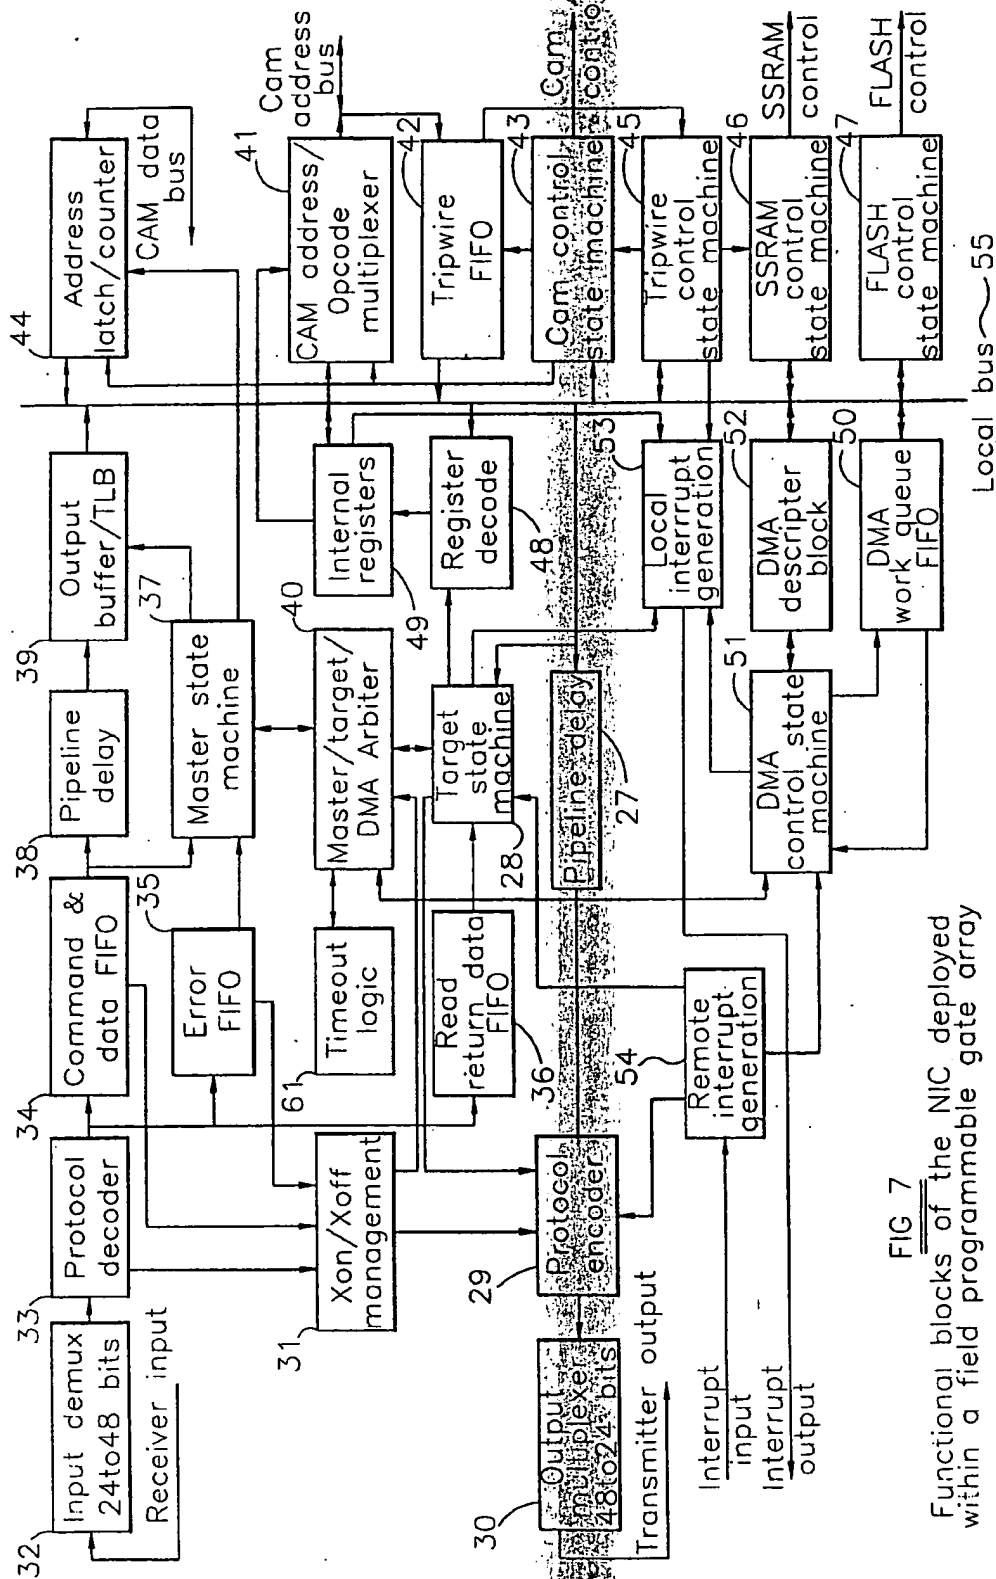 32
Input demux
24to48 bits
Receiver input
33
Protocol
decoder
34
Command &
data FIFO
35
Error
FIFO
38
Pipeline
delay
39
Output
buffer/TLB
37
Master state
machine
44
Address
latch/counter
CAM data
bus
31
Xon/Xoff
management
61
Timeout
logic
40
Master/target/
DMA Arbiter
49
Internal
registers
41
CAM address/
Opcode
multiplexer
Cam
address
bus
36
Read
return data
FIFO
28
Target
state
machine
48
Register
decode
42
Tripwire
FIFO
30
Output
multiplexer
48to24 bits
Transmitter output
29
Protocol
encoder
27
Pipeline delay
43
Cam control
state machine
Cam
control
54
Remote
interrupt
generation
53
Local
interrrupt
generation
45
Tripwire
control
state machine
Interrupt
input
Interrupt
output
51
DMA
control state
machine
52
DMA
descripter
block
46
SSRAM
control
state machine
SSRAM
control
50
DMA
work queue
FIFO
47
FLASH
control
state machine
FLASH
control
Local bus 55
FIG 7
Functional blocks of the NIC deployed
within a field programmable gate array